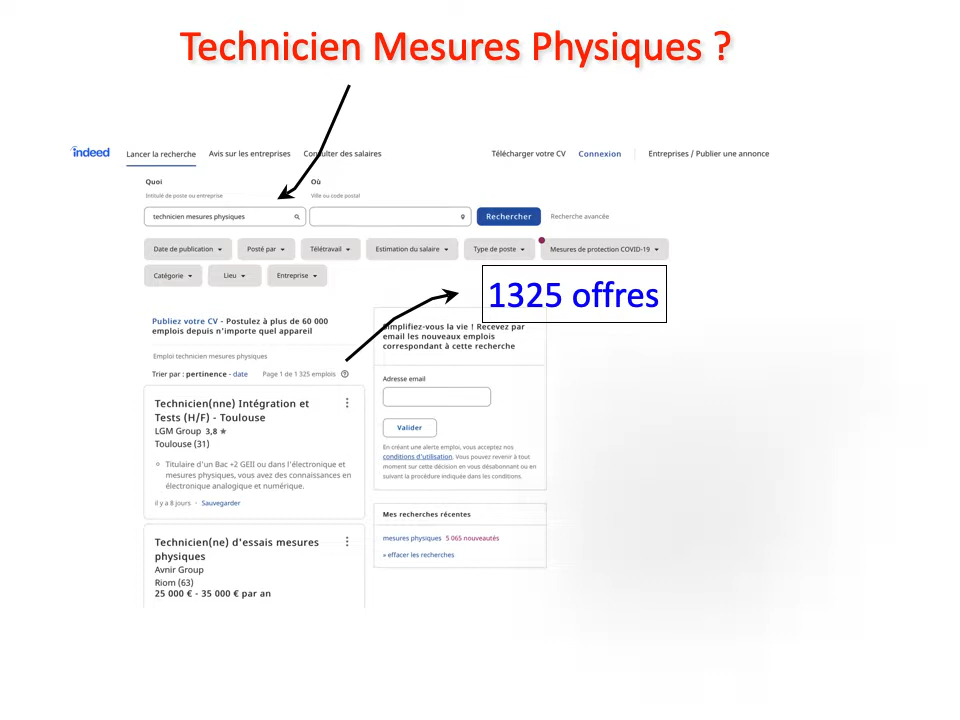 Technicien Mesures Physiques ?
indeed
Lancer la recherche
Avis sur les entreprises
Consulter des salaires
Télécharger votre CV
Connexion
Entreprises / Publier une annonce
Quoi
Où
Intitulé de poste ou entreprise
Ville ou code postal
technicien mesures physiques
Rechercher
Recherche avancée
Date de publication
Posté par
Télétravail
Estimation du salaire
Type de poste
Mesures de protection COVID-19
Catégorie
Lieu
Entreprise
1325 offres
Publiez votre CV - Postulez à plus de 60 000
emplois depuis n'importe quel appareil
Emploi technicien mesures physiques
Trier par : pertinence - date
Page 1 de 1 325 emplois
Technicien(nne) Intégration et
Tests (H/F) - Toulouse
LGM Group 3,8 ★
Toulouse (31)
Titulaire d'un Bac +2 GEII ou dans l'électronique et
mesures physiques, vous avez des connaissances en
électronique analogique et numérique.
il y a 8 jours · Sauvegarder
Technicien(ne) d'essais mesures
physiques
Avnir Group
Riom (63)
25 000 € - 35 000 € par an
Simplifiez-vous la vie ! Recevez par
email les nouveaux emplois
correspondant à cette recherche
Adresse email
Valider
En créant une alerte emploi, vous acceptez nos
conditions d'utilisation. Vous pouvez revenir à tout
moment sur cette décision en vous désabonnant ou en
suivant la procédure indiquée dans les conditions.
Mes recherches récentes
mesures physiques 5 065 nouveautés
» effacer les recherches